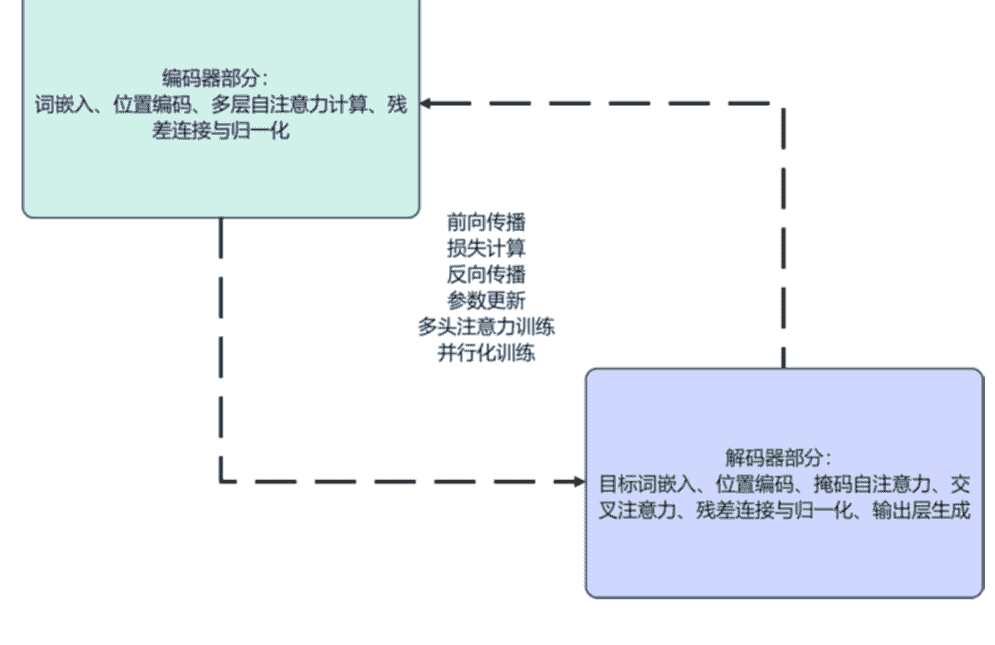 编码器部分：
词嵌入、位置编码、多层自注意力计算、残
差连接与归一化
前向传播
损失计算
反向传播
参数更新
多头注意力训练
并行化训练
解码器部分：
目标词嵌入、位置编码、掩码自注意力、交
叉注意力、残差连接与归一化、输出层生成